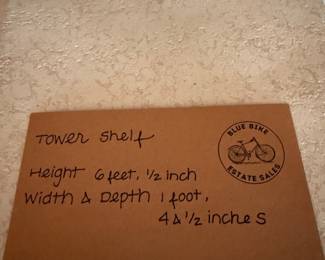 Tower Shelf
BLUE BIKE
ESTATE SALES
Height 6 feet, 1/2 inch
Width & Depth 1 foot,
4 & 1/2 inches